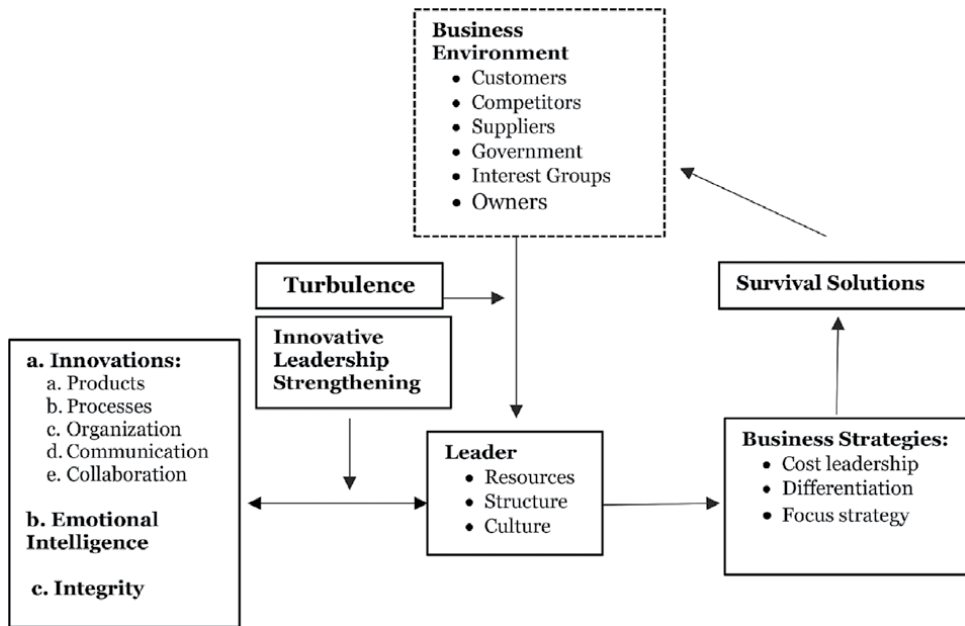 Business
Environment
• Customers
• Competitors
• Suppliers
• Government
• Interest Groups
• Owners
Turbulence
Survival Solutions
Innovative
Leadership
Strengthening
a. Innovations:
a. Products
b. Processes
c. Organization
d. Communication
e. Collaboration
b. Emotional
Intelligence
c. Integrity
Leader
• Resources
• Structure
• Culture
Business Strategies:
• Cost leadership
• Differentiation
• Focus strategy